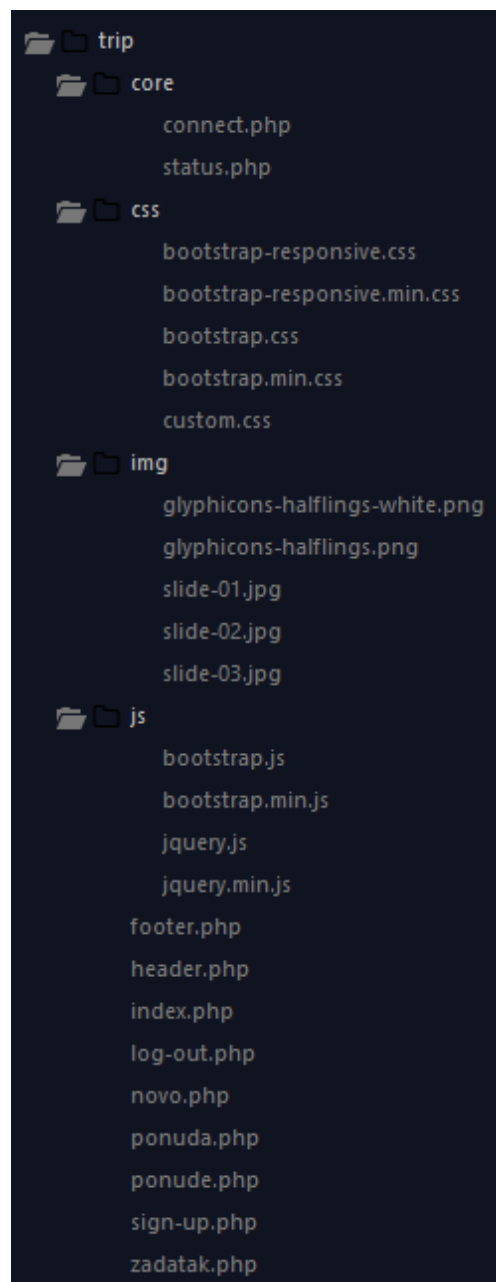 trip
core
connect.php
status.php
css
bootstrap-responsive.css
bootstrap-responsive.min.css
bootstrap.css
bootstrap.min.css
custom.css
img
glyphicons-halflings-white.png
glyphicons-halflings.png
slide-01.jpg
slide-02.jpg
slide-03.jpg
js
bootstrap.js
bootstrap.min.js
jquery.js
jquery.min.js
footer.php
header.php
index.php
log-out.php
novo.php
ponuda.php
ponude.php
sign-up.php
zadatak.php